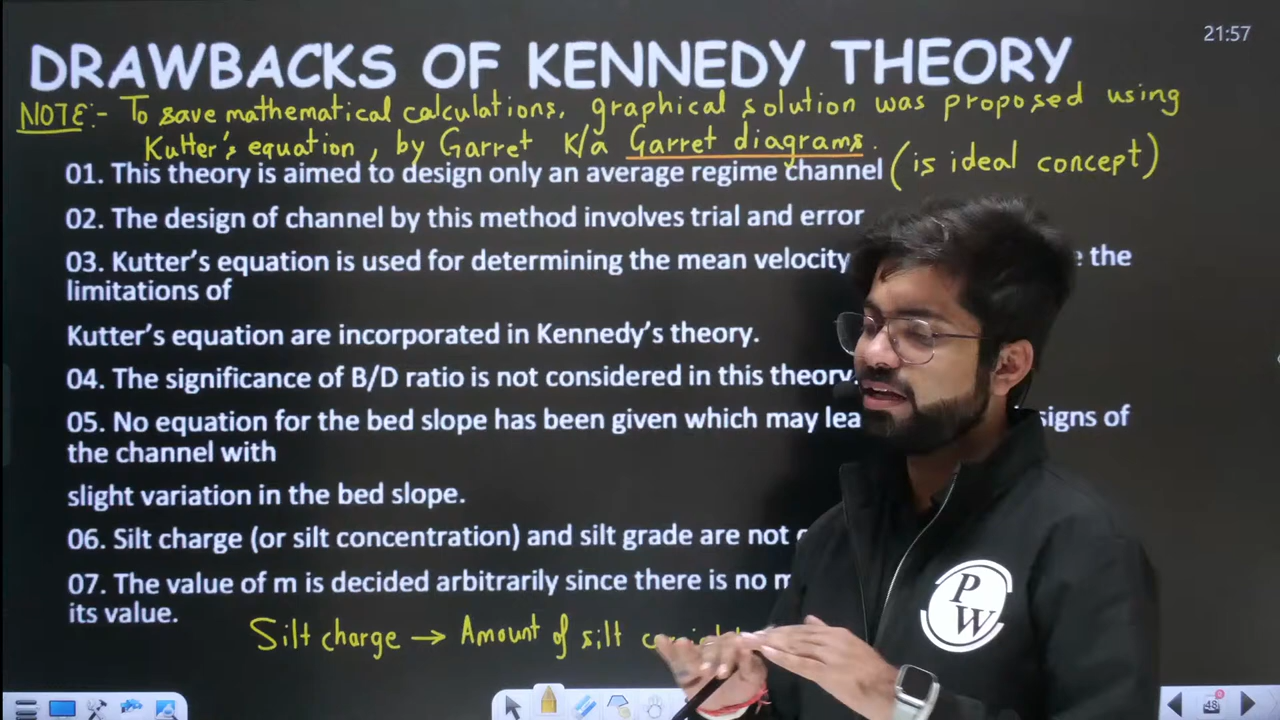 21:57
DRAWBACKS OF KENNEDY THEORY
NOTE:- To save mathematical calculations, graphical solution was proposed using
Kutter's equation, by Garret k/a Garret diagrams.
01. This theory is aimed to design only an average regime channel (is ideal concept)
02. The design of channel by this method involves trial and error
03. Kutter's equation is used for determining the mean velocity the
limitations of
Kutter's equation are incorporated in Kennedy's theory.
04. The significance of B/D ratio is not considered in this theory.
05. No equation for the bed slope has been given which may of
the channel with
slight variation in the bed slope.
06. Silt charge (or silt concentration) and silt grade are not
07. The value of m is decided arbitrarily since there is no
its value.
Silt charge → Amount of silt
P
W
48